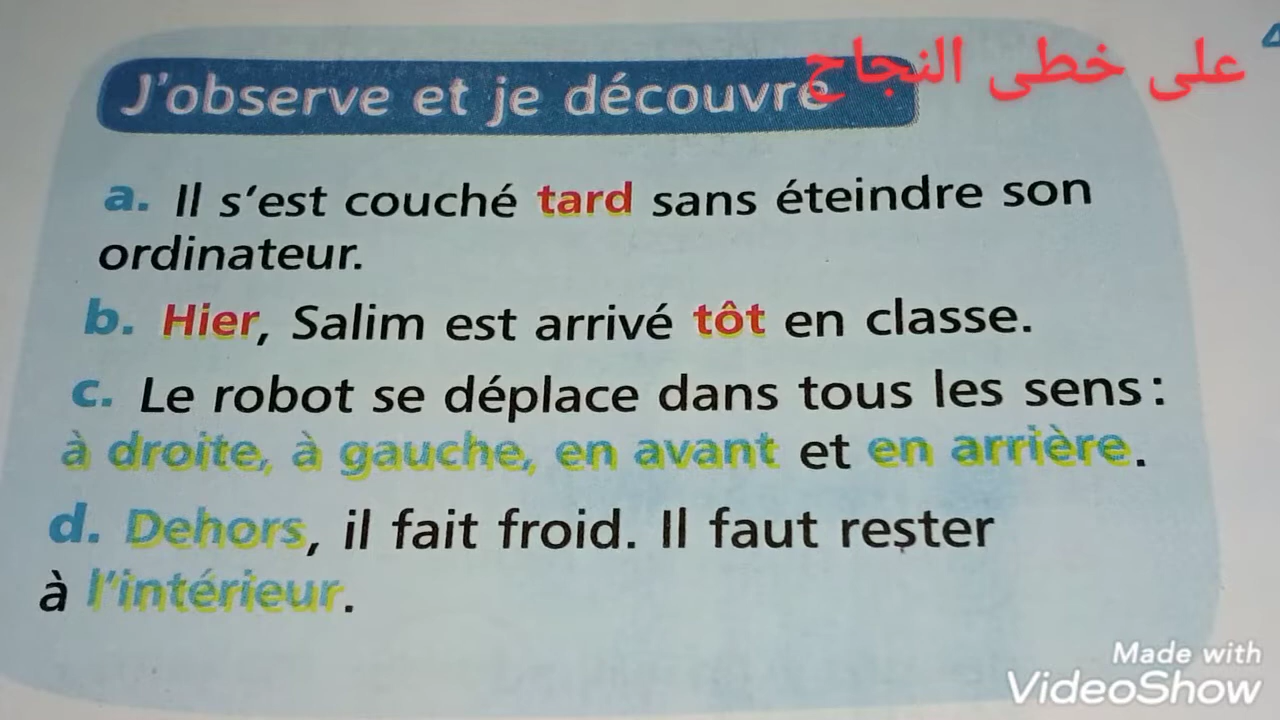 على خطى النجاح
J'observe et je découvre
a. Il s'est couché tard sans éteindre son
ordinateur.
b. Hier, Salim est arrivé tôt en classe.
c. Le robot se déplace dans tous les sens :
à droite, à gauche, en avant et en arrière.
d. Dehors, il fait froid. Il faut rester
à l'intérieur.
Made with
VideoShow